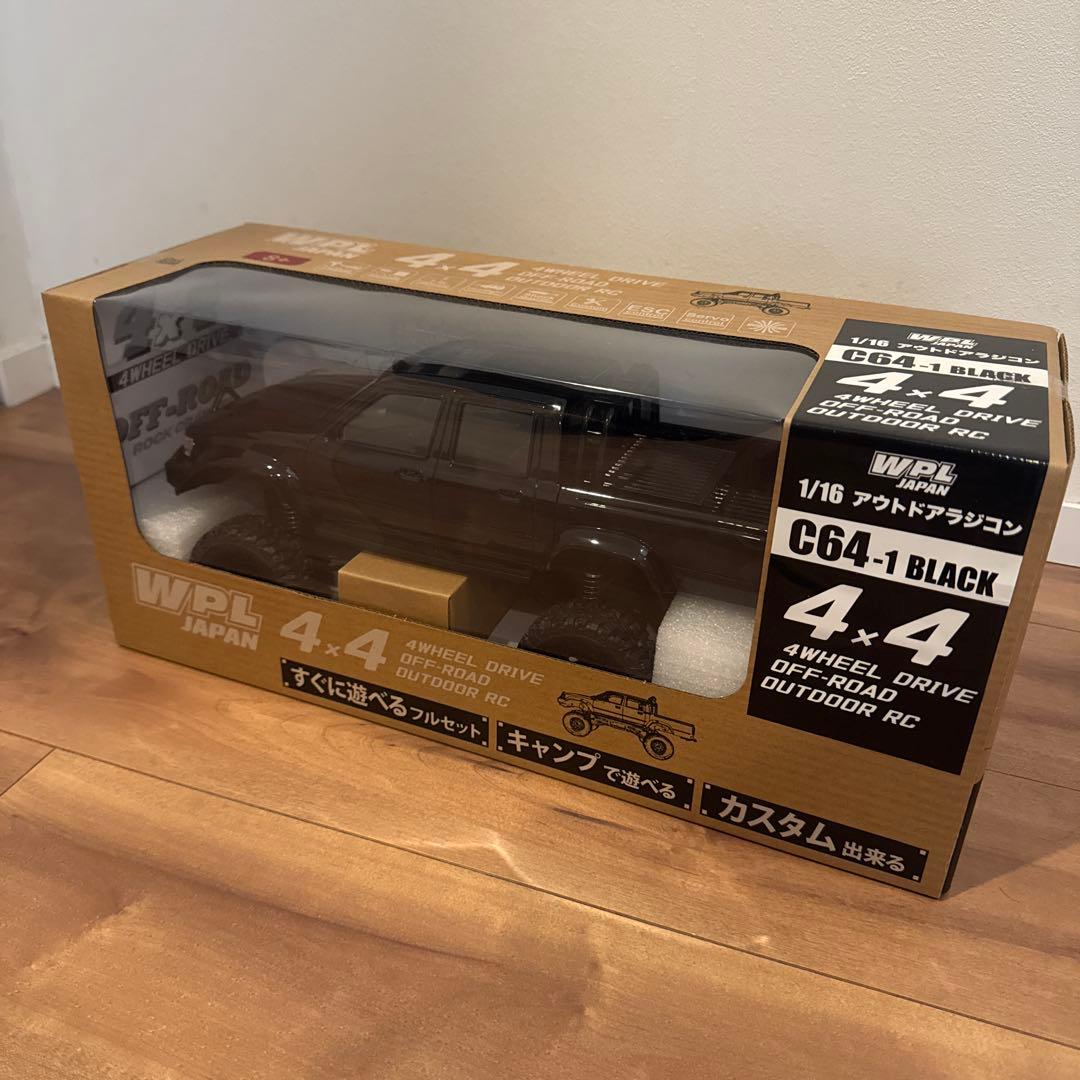 WPL
JAPAN
8+
4×4
4WHEEL DRIVE
OFF-ROAD
OUTDOOR RC
ESC
control
Servo
control
WPL
JAPAN
1/16 アウトドアラジコン
C64-1 BLACK
4×4
4WHEEL DRIVE
OFF-ROAD
OUTDOOR RC
4WHEEL DRIVE
OFF-ROAD
WPL
JAPAN
1/16 アウトドアラジコン
C64-1 BLACK
4×4
4WHEEL DRIVE
OFF-ROAD
OUTDOOR RC
WPL
JAPAN
4×4
4WHEEL DRIVE
OFF-ROAD
OUTDOOR RC
すぐに遊べるフルセット
キャンプで遊べる
カスタム出来る